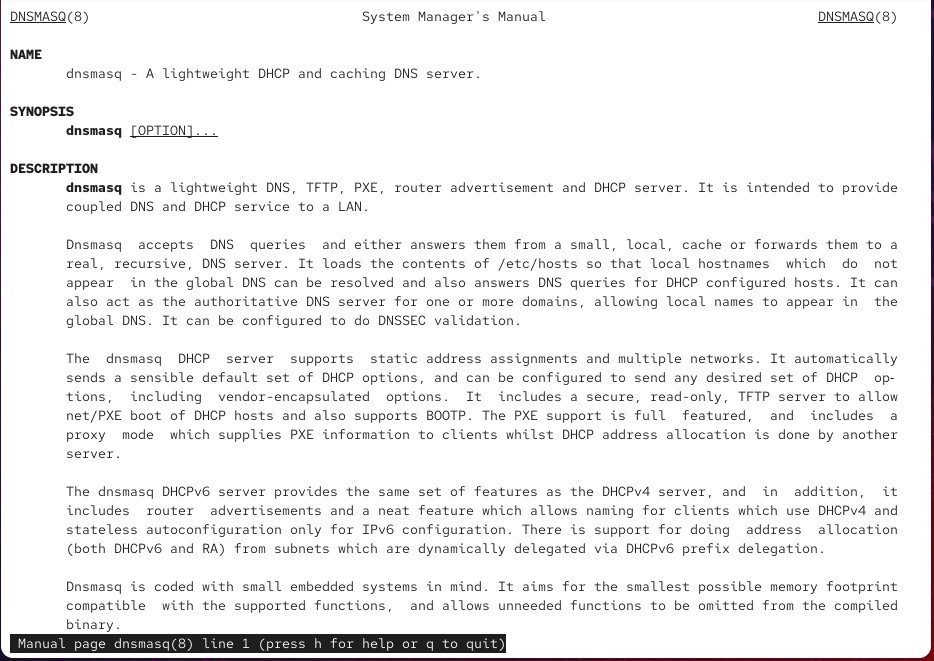 DNSMASQ(8) System Manager's Manual DNSMASQ(8)
NAME
dnsmasq - A lightweight DHCP and caching DNS server.
SYNOPSIS
dnsmasq [OPTION]...
DESCRIPTION
dnsmasq is a lightweight DNS, TFTP, PXE, router advertisement and DHCP server. It is intended to provide
coupled DNS and DHCP service to a LAN.
Dnsmasq accepts DNS queries and either answers them from a small, local, cache or forwards them to a
real, recursive, DNS server. It loads the contents of /etc/hosts so that local hostnames which do not
appear in the global DNS can be resolved and also answers DNS queries for DHCP configured hosts. It can
also act as the authoritative DNS server for one or more domains, allowing local names to appear in the
global DNS. It can be configured to do DNSSEC validation.
The dnsmasq DHCP server supports static address assignments and multiple networks. It automatically
sends a sensible default set of DHCP options, and can be configured to send any desired set of DHCP op-
tions, including vendor-encapsulated options. It includes a secure, read-only, TFTP server to allow
net/PXE boot of DHCP hosts and also supports BOOTP. The PXE support is full featured, and includes a
proxy mode which supplies PXE information to clients whilst DHCP address allocation is done by another
server.
The dnsmasq DHCPv6 server provides the same set of features as the DHCPv4 server, and in addition, it
includes router advertisements and a neat feature which allows naming for clients which use DHCPv4 and
stateless autoconfiguration only for IPv6 configuration. There is support for doing address allocation
(both DHCPv6 and RA) from subnets which are dynamically delegated via DHCPv6 prefix delegation.
Dnsmasq is coded with small embedded systems in mind. It aims for the smallest possible memory footprint
compatible with the supported functions, and allows unneeded functions to be omitted from the compiled
binary.
Manual page dnsmasq(8) line 1 (press h for help or q to quit)